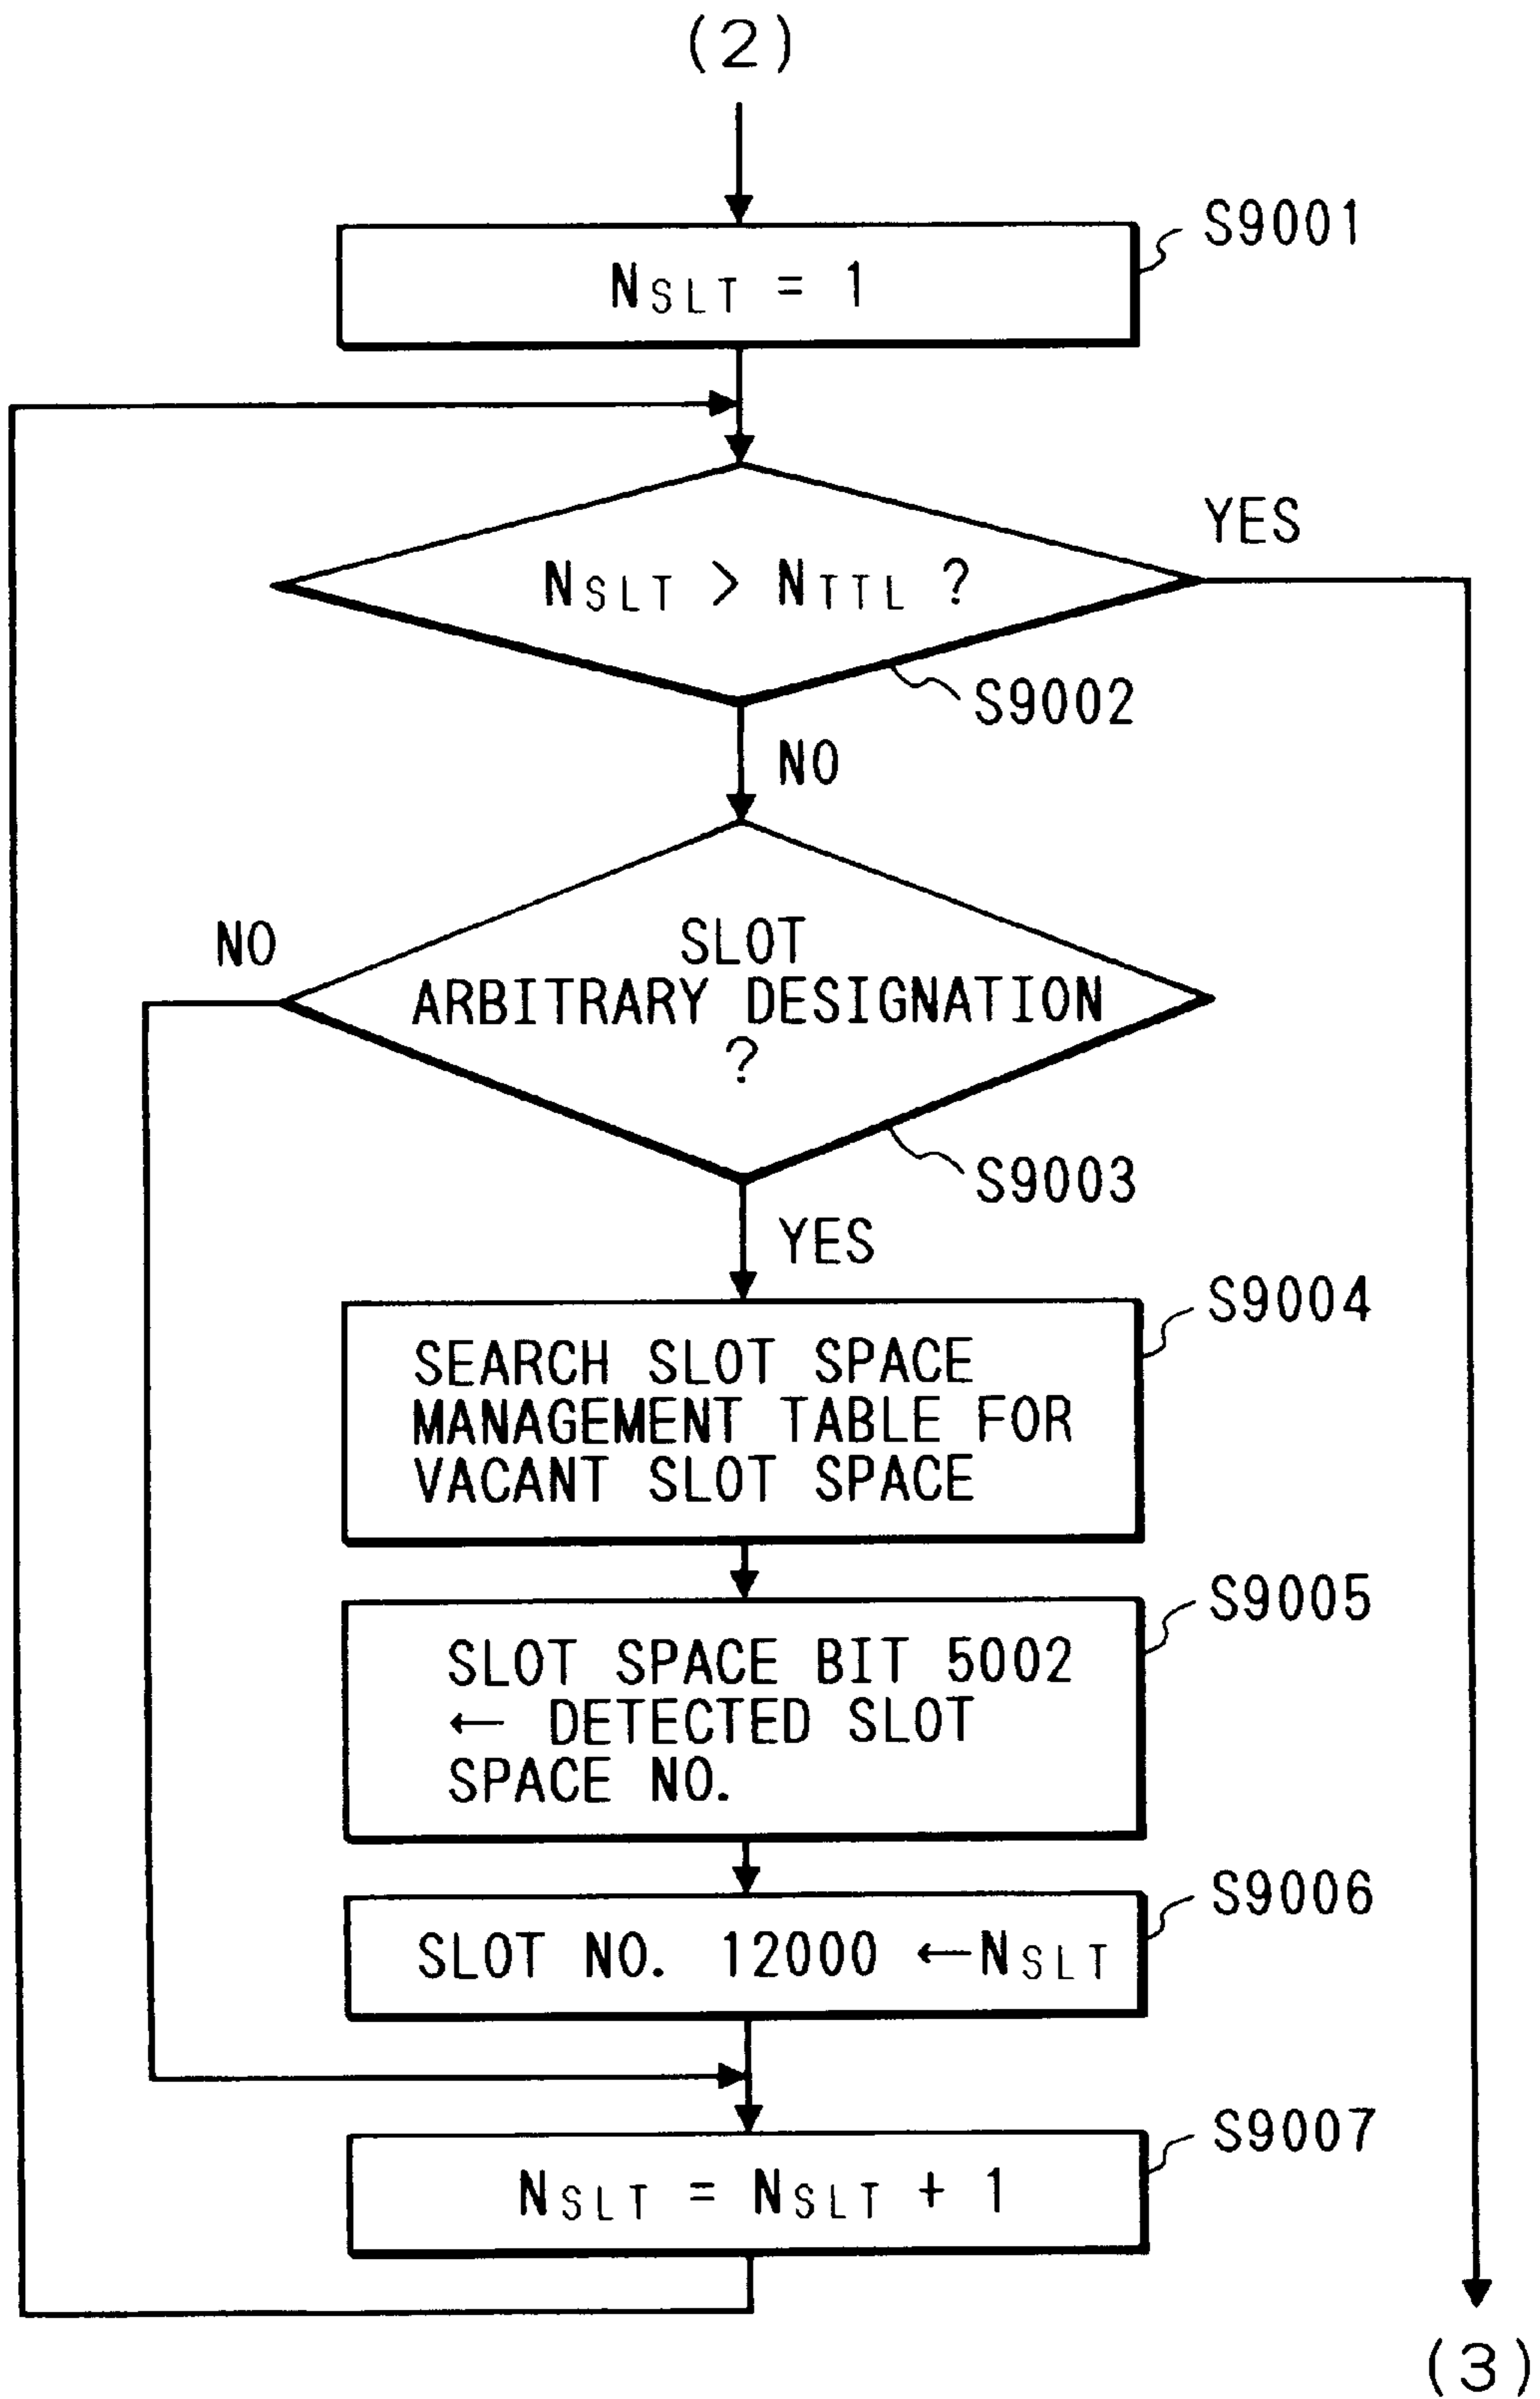 (2)
S9001
NSLT = 1
YES
NSLT > NTTL ?
S9002
NO
NO
SLOT
ARBITRARY DESIGNATION
?
S9003
YES
S9004
SEARCH SLOT SPACE
MANAGEMENT TABLE FOR
VACANT SLOT SPACE
S9005
SLOT SPACE BIT 5002
← DETECTED SLOT
SPACE NO.
S9006
SLOT NO. 12000 ←NSLT
S9007
NSLT = NSLT + 1
(3)